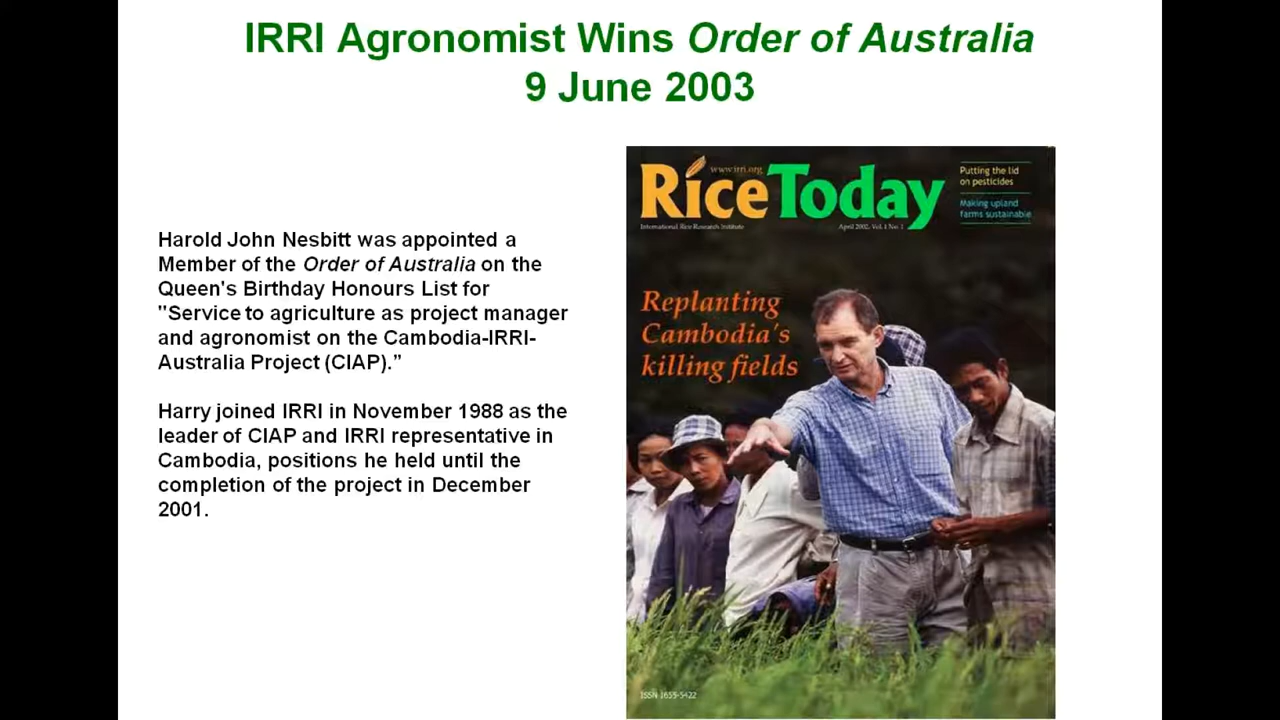 IRRI Agronomist Wins Order of Australia
9 June 2003
Harold John Nesbitt was appointed a
Member of the Order of Australia on the
Queen's Birthday Honours List for
"Service to agriculture as project manager
and agronomist on the Cambodia-IRRI-
Australia Project (CIAP).”
Harry joined IRRI in November 1988 as the
leader of CIAP and IRRI representative in
Cambodia, positions he held until the
completion of the project in December
2001.
www.irri.org
RiceToday
International Rice Research Institute
April 2002, Vol. 1 No. 1
Putting the lid
on pesticides
Making upland
farms sustainable
Replanting
Cambodia's
killing fields
ISSN 1655-5422